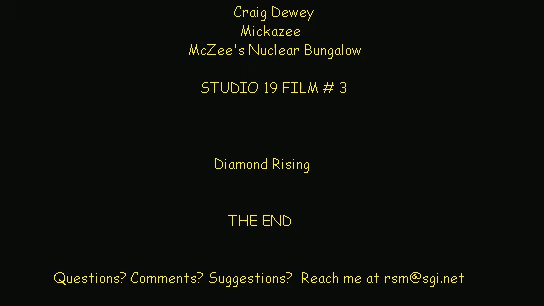 Craig Dewey
Mickazee
McZee's Nuclear Bungalow
STUDIO 19 FILM # 3
Diamond Rising
THE END
Questions? Comments? Suggestions? Reach me at rsm@sgi.net